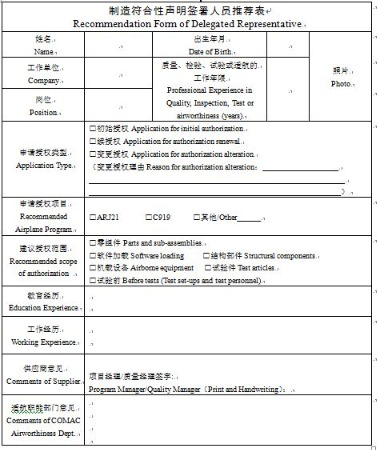 制造符合性声明签署人员推荐表
Recommendation Form of Delegated Representative
姓名
Name
出生年月
Date of Birth
照片
Photo
工作单位
Company
质量、检验、试验或适航的
工作年限
Professional Experience in
Quality, Inspection, Test or
airworthiness (years)
岗位
Position
申请授权类型
Application Type
□初始授权 Application for initial authorization
□续授权 Application for authorization renewal
□变更授权 Application for authorization alteration
(变更授权理由 Reason for authorization alteration:
)
申请授权项目
Recommended
Airplane Program
□ARJ21 □C919 □其他/Other
建议授权范围
Recommended scope
of authorization
□零组件 Parts and sub-assemblies
□软件加载 Software loading □结构部件 Structural components
□机载设备 Airborne equipment □试验件 Test articles
□试验前 Before tests (Test set-ups and test personnel)
教育经历
Education Experience
工作经历
Working Experience
供应商意见
Comments of Supplier
项目经理/质量经理签字:
Program Manager/Quality Manager (Print and Handwriting):
适航职能部门意见
Comments of COMAC
Airworthiness Dept.